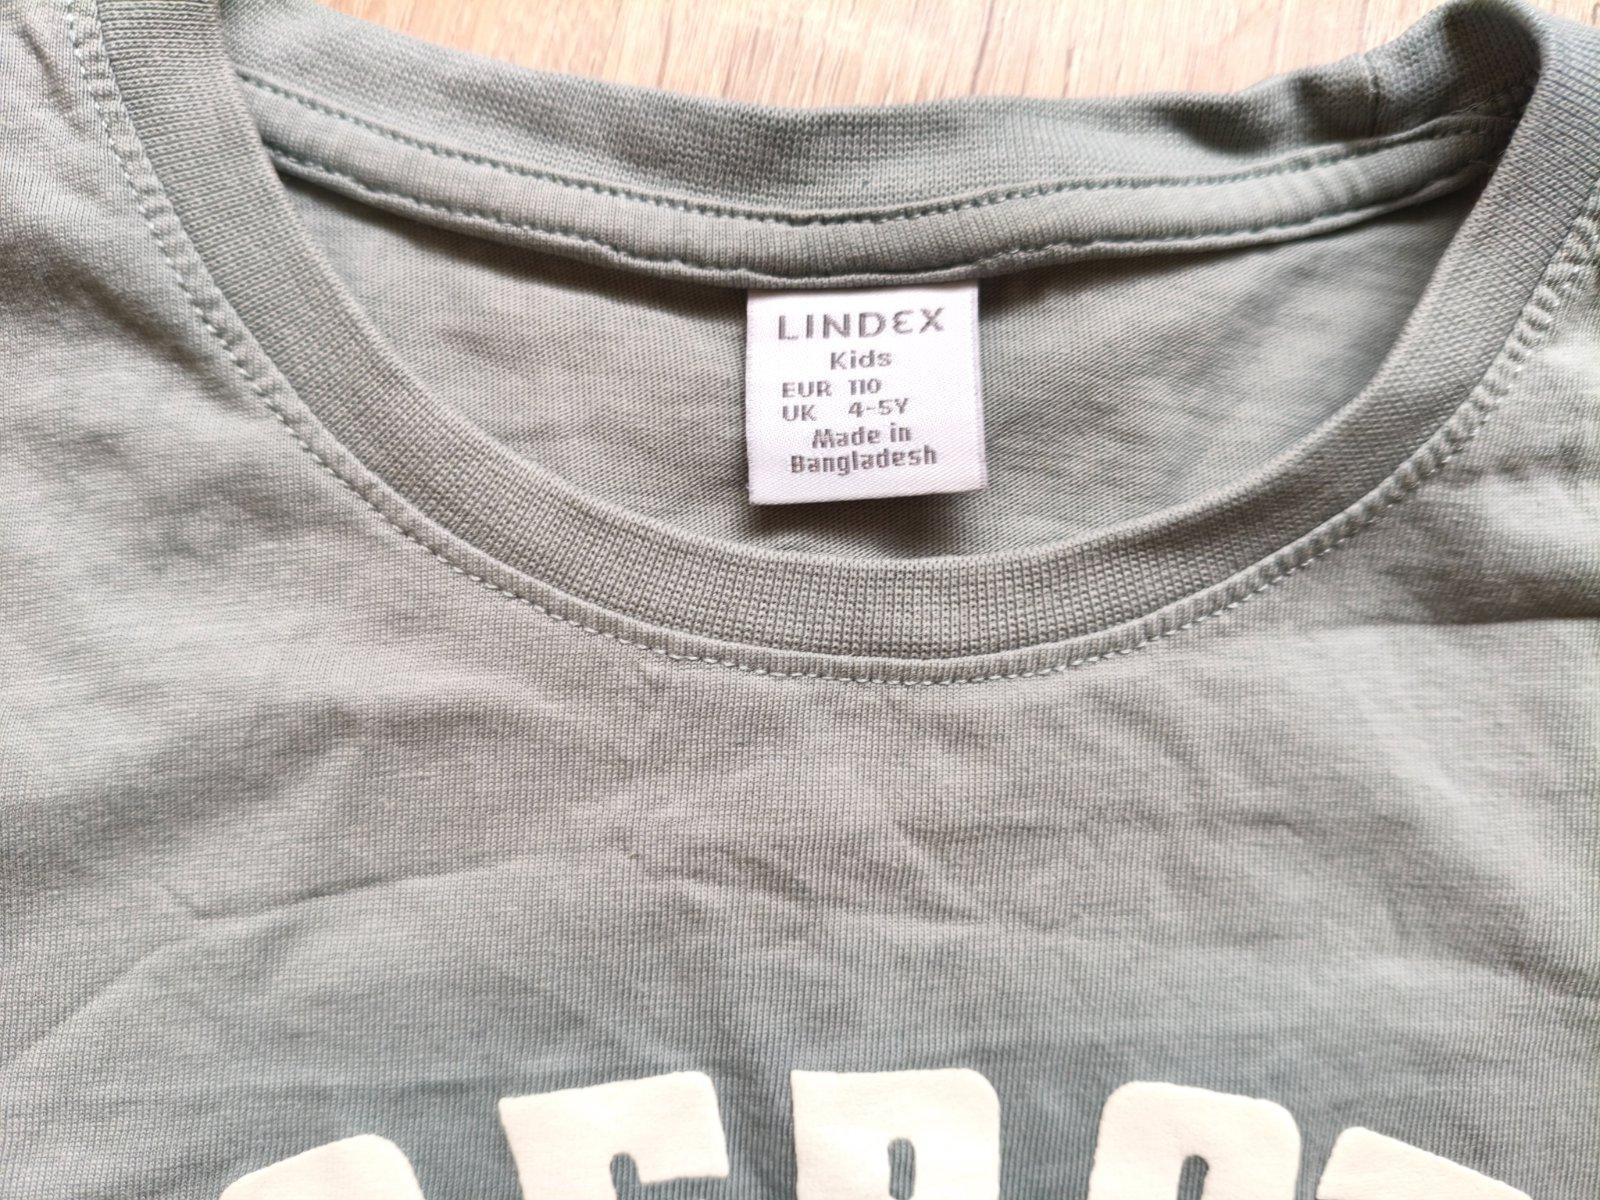 LINDEX
Kids
EUR 110
UK 4-5Y
Made in
Bangladesh